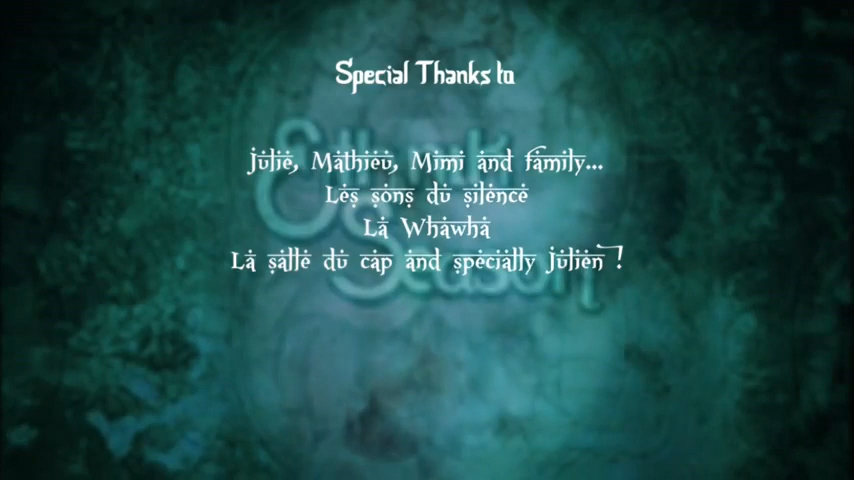 Special Thanks to
Julie, Mathieu, Mimi and family...
Les sons du silence
La Whawha
La salle du cap and specially Julien !
Season